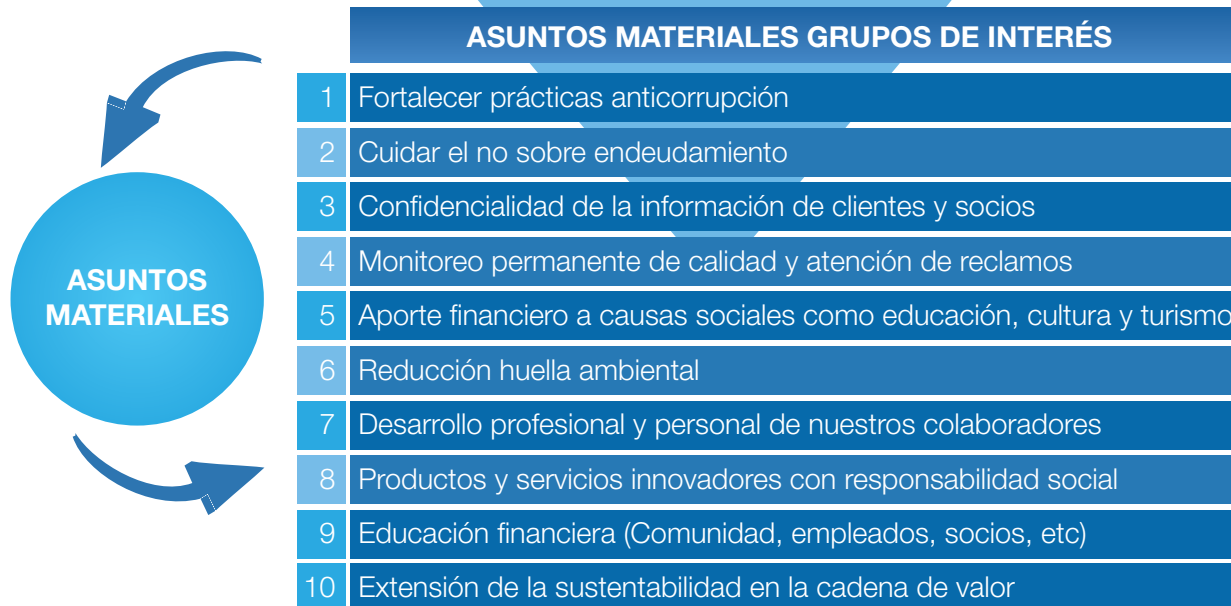 ASUNTOS MATERIALES GRUPOS DE INTERÉS
1 Fortalecer prácticas anticorrupción
2 Cuidar el no sobre endeudamiento
3 Confidencialidad de la información de clientes y socios
4 Monitoreo permanente de calidad y atención de reclamos
ASUNTOS
MATERIALES
5 Aporte financiero a causas sociales como educación, cultura y turismo
6 Reducción huella ambiental
7 Desarrollo profesional y personal de nuestros colaboradores
8 Productos y servicios innovadores con responsabilidad social
9 Educación financiera (Comunidad, empleados, socios, etc)
10 Extensión de la sustentabilidad en la cadena de valor